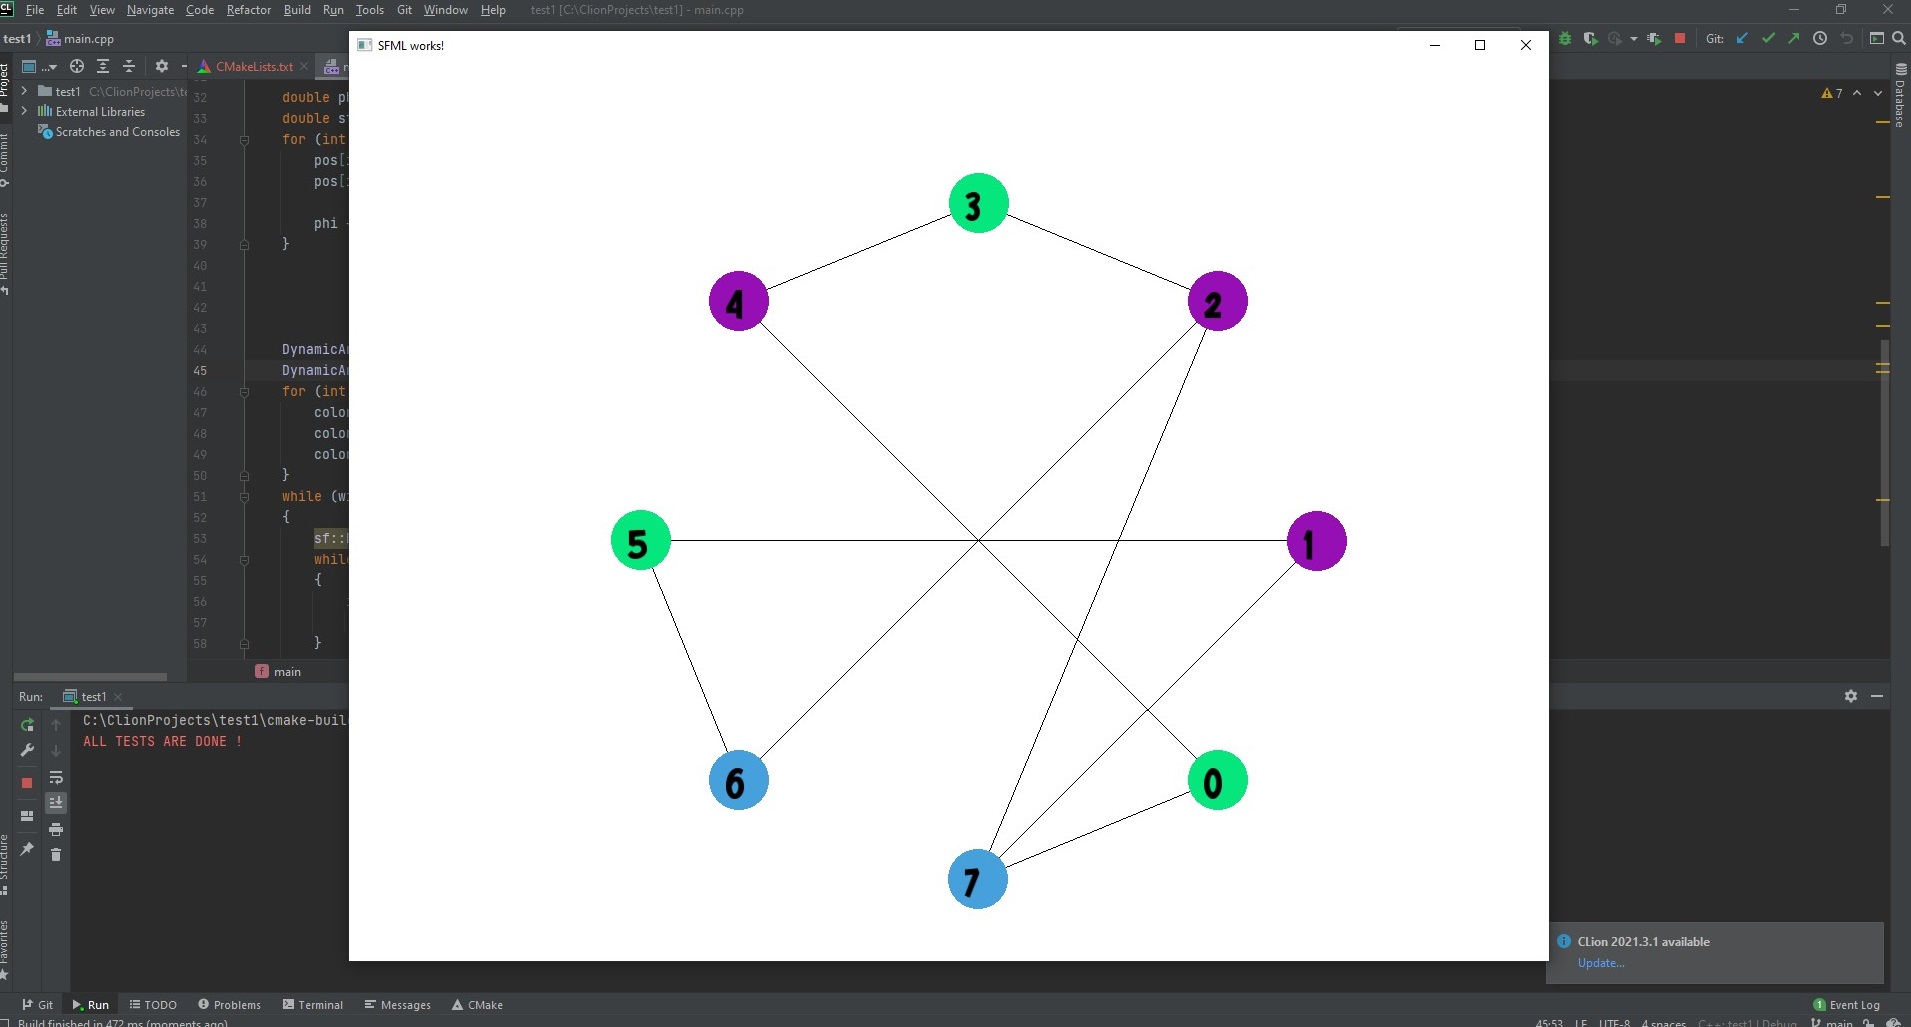 CL File Edit View Navigate Code Refactor Build Run Tools Git Window Help test1 [C:\ClionProjects\test1] - main.cpp
test1 main.cpp
SFML works!
Git:
Project
...
CMakeLists.txt
7
test1 C:\ClionProjects\te
External Libraries
Scratches and Consoles
Commit
Pull Requests
Database
32 double
33 double
34 for (int
35 pos[
36 pos[
37
38 phi
39 }
40
41
42
43
44 DynamicA
45 DynamicA
46 for (int
47 colo
48 colo
49 colo
50 }
51 while (w
52 {
53 sf::
54 whil
55 {
56
57
58 }
main
3
4
2
5
1
6
0
7
Run: test1
C:\ClionProjects\test1\cmake-buil
ALL TESTS ARE DONE !
Structure
Favorites
CLion 2021.3.1 available
Update...
Git Run TODO Problems Terminal Messages CMake 1 Event Log
Build finished in 472 ms (moments ago) 45:53 LF UTF-8 4 spaces C++: test1 | Debug main